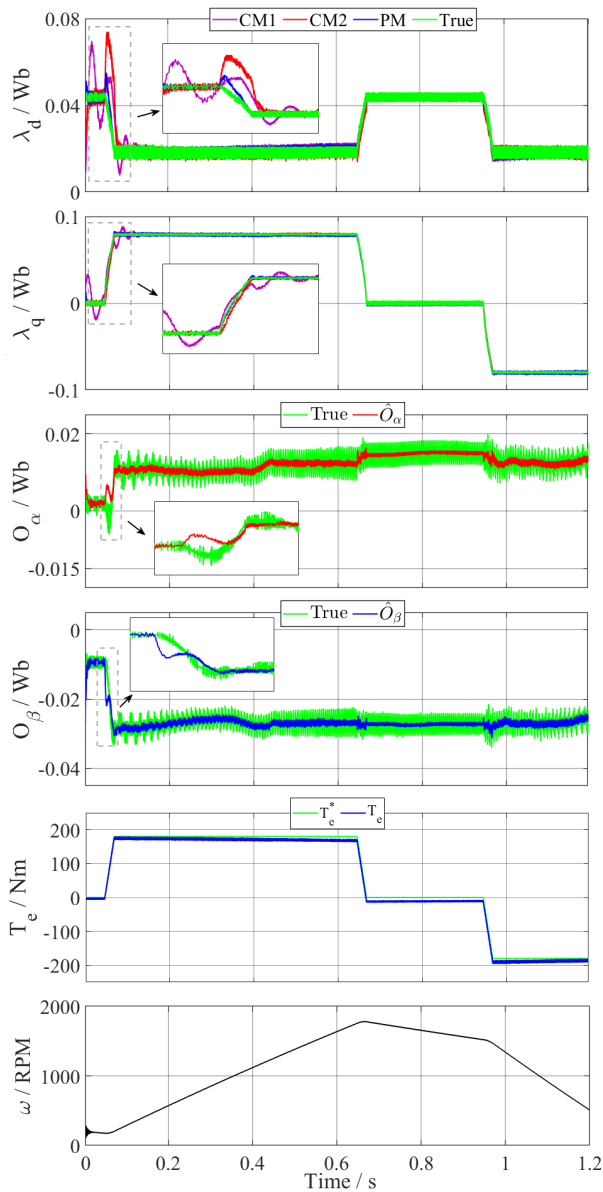 CM1 CM2 PM True
0.08
0.04
0
λd / Wb
0.1
0
-0.1
λq / Wb
True Ôα
0.02
0
-0.015
Oα / Wb
True Ôβ
0
-0.02
-0.04
Oβ / Wb
Te* Te
200
100
0
-100
-200
Te / Nm
2000
1000
0
ω / RPM
0 0.2 0.4 0.6 0.8 1 1.2
Time / s